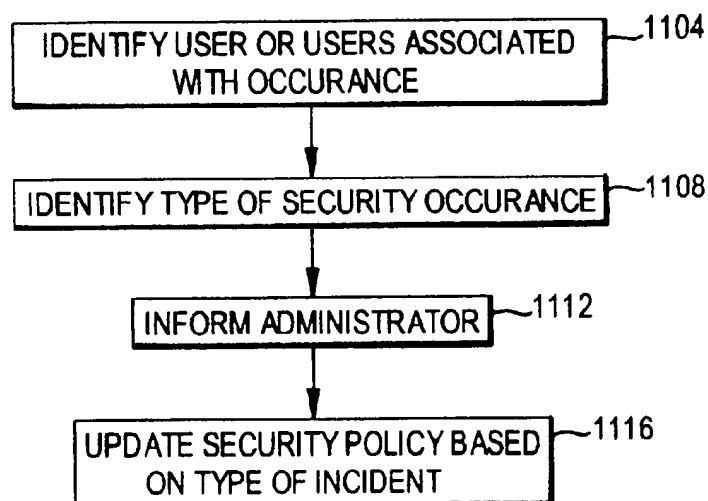 IDENTIFY USER OR USERS ASSOCIATED
WITH OCCURANCE
1104
IDENTIFY TYPE OF SECURITY OCCURANCE
1108
INFORM ADMINISTRATOR
1112
UPDATE SECURITY POLICY BASED
ON TYPE OF INCIDENT
1116